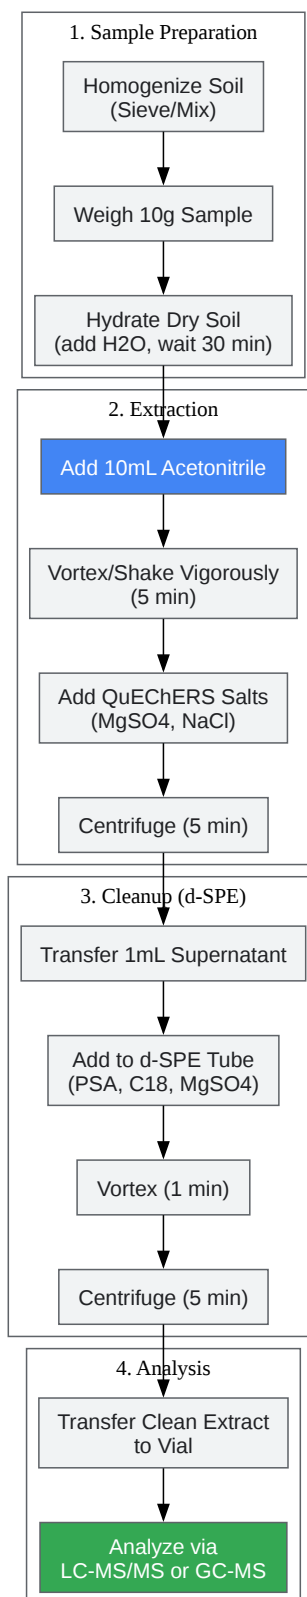 1. Sample Preparation
Homogenize Soil
(Sieve/Mix)
Weigh 10g Sample
Hydrate Dry Soil
(add H2O, wait 30 min)
2. Extraction
Add 10mL Acetonitrile
Vortex/Shake Vigorously
(5 min)
Add QuEChERS Salts
(MgSO4, NaCl)
Centrifuge (5 min)
3. Cleanup (d-SPE)
Transfer 1mL Supernatant
Add to d-SPE Tube
(PSA, C18, MgSO4)
Vortex (1 min)
Centrifuge (5 min)
4. Analysis
Transfer Clean Extract
to Vial
Analyze via
LC-MS/MS or GC-MS